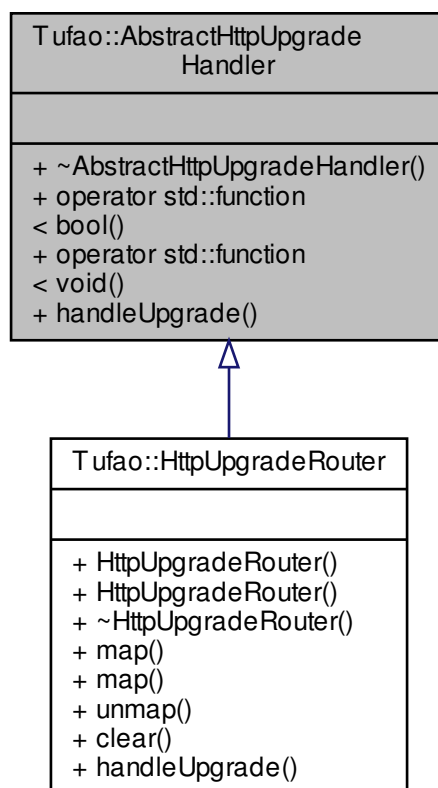 Tufao::AbstractHttpUpgrade
Handler
+ ~AbstractHttpUpgradeHandler()
+ operator std::function
< bool()
+ operator std::function
< void()
+ handleUpgrade()
Tufao::HttpUpgradeRouter
+ HttpUpgradeRouter()
+ HttpUpgradeRouter()
+ ~HttpUpgradeRouter()
+ map()
+ map()
+ unmap()
+ clear()
+ handleUpgrade()